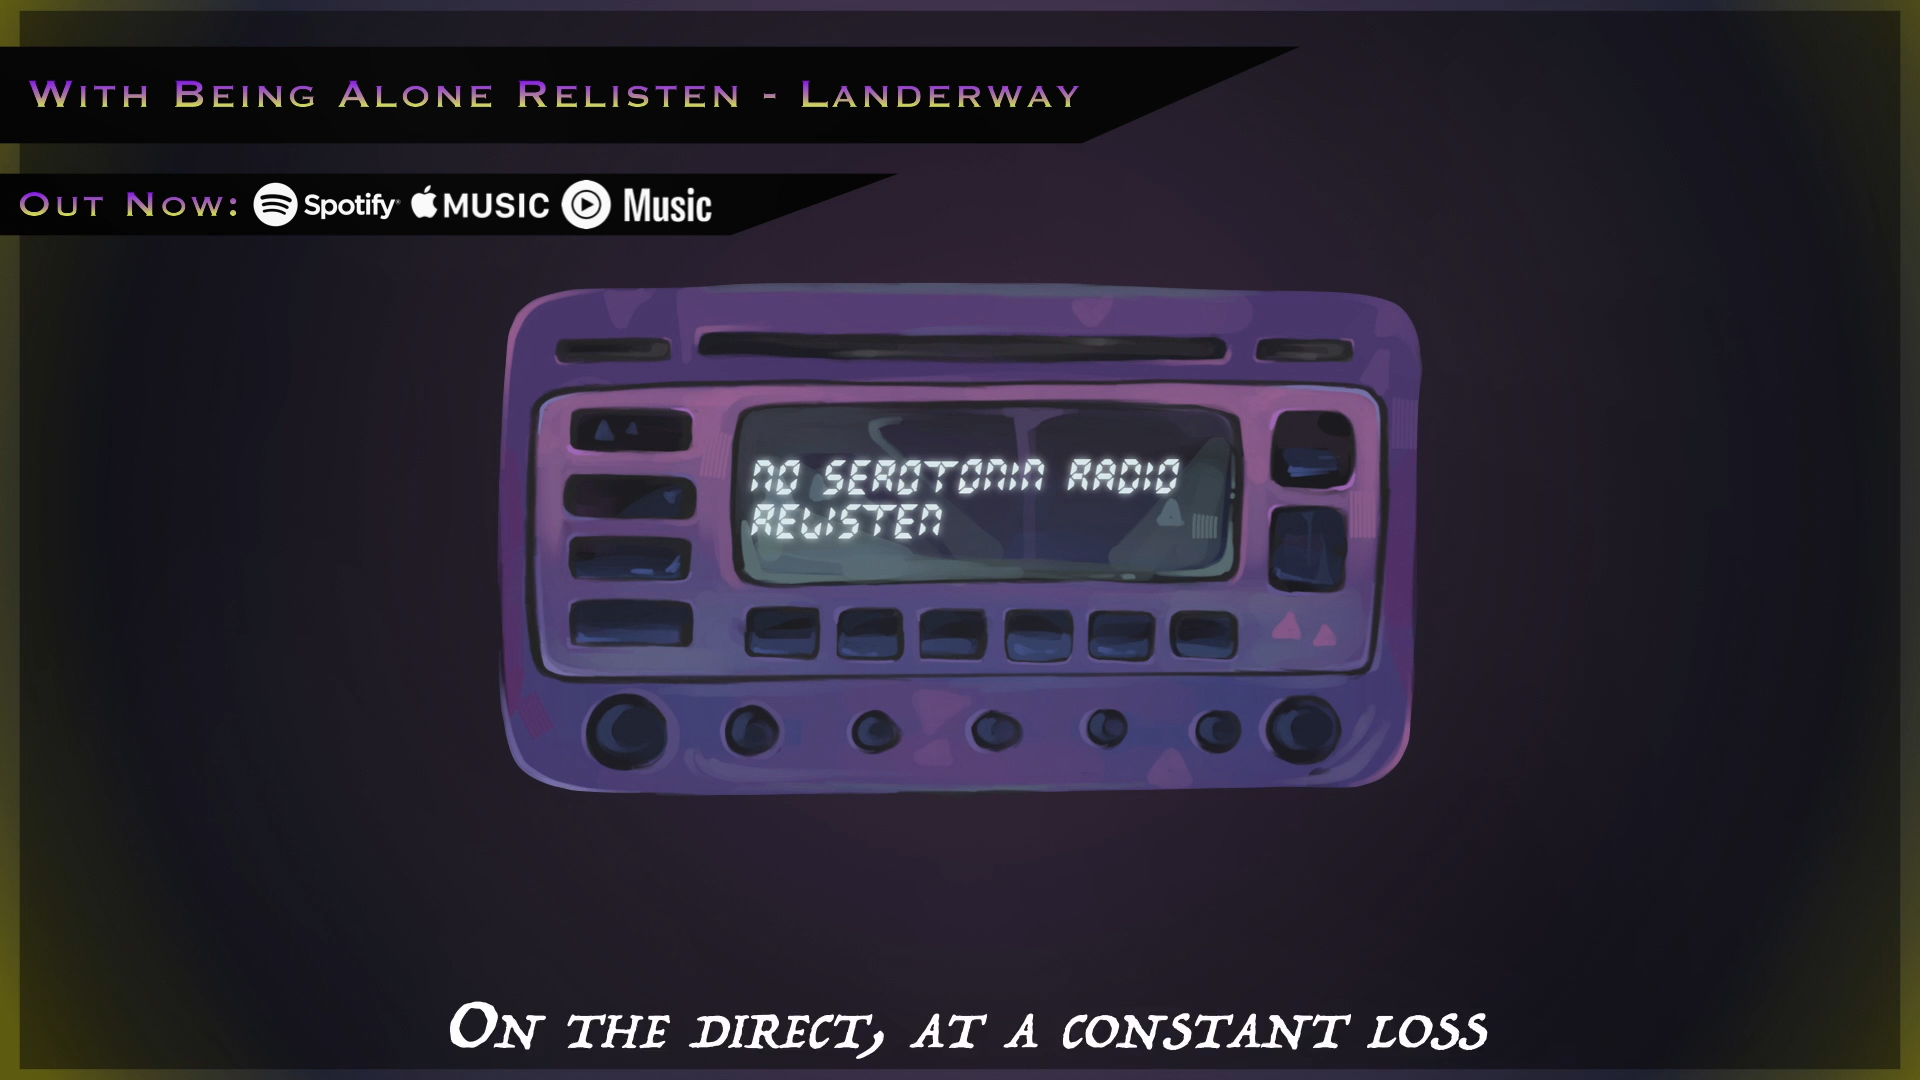 With Being Alone Relisten - Landerway
Out Now: Spotify MUSIC Music
NO SEROTONIN RADIO
RELISTEN
On the direct, at a constant loss